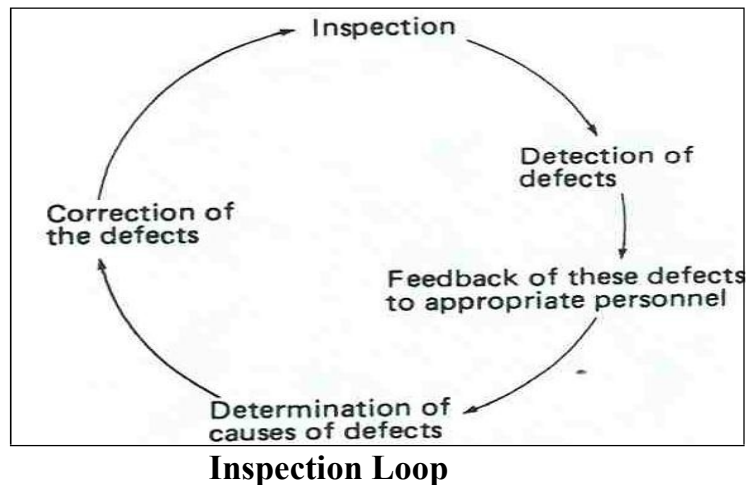 Inspection
Detection of
defects
Feedback of these defects
to appropriate personnel
Determination of
causes of defects
Correction of
the defects
Inspection Loop